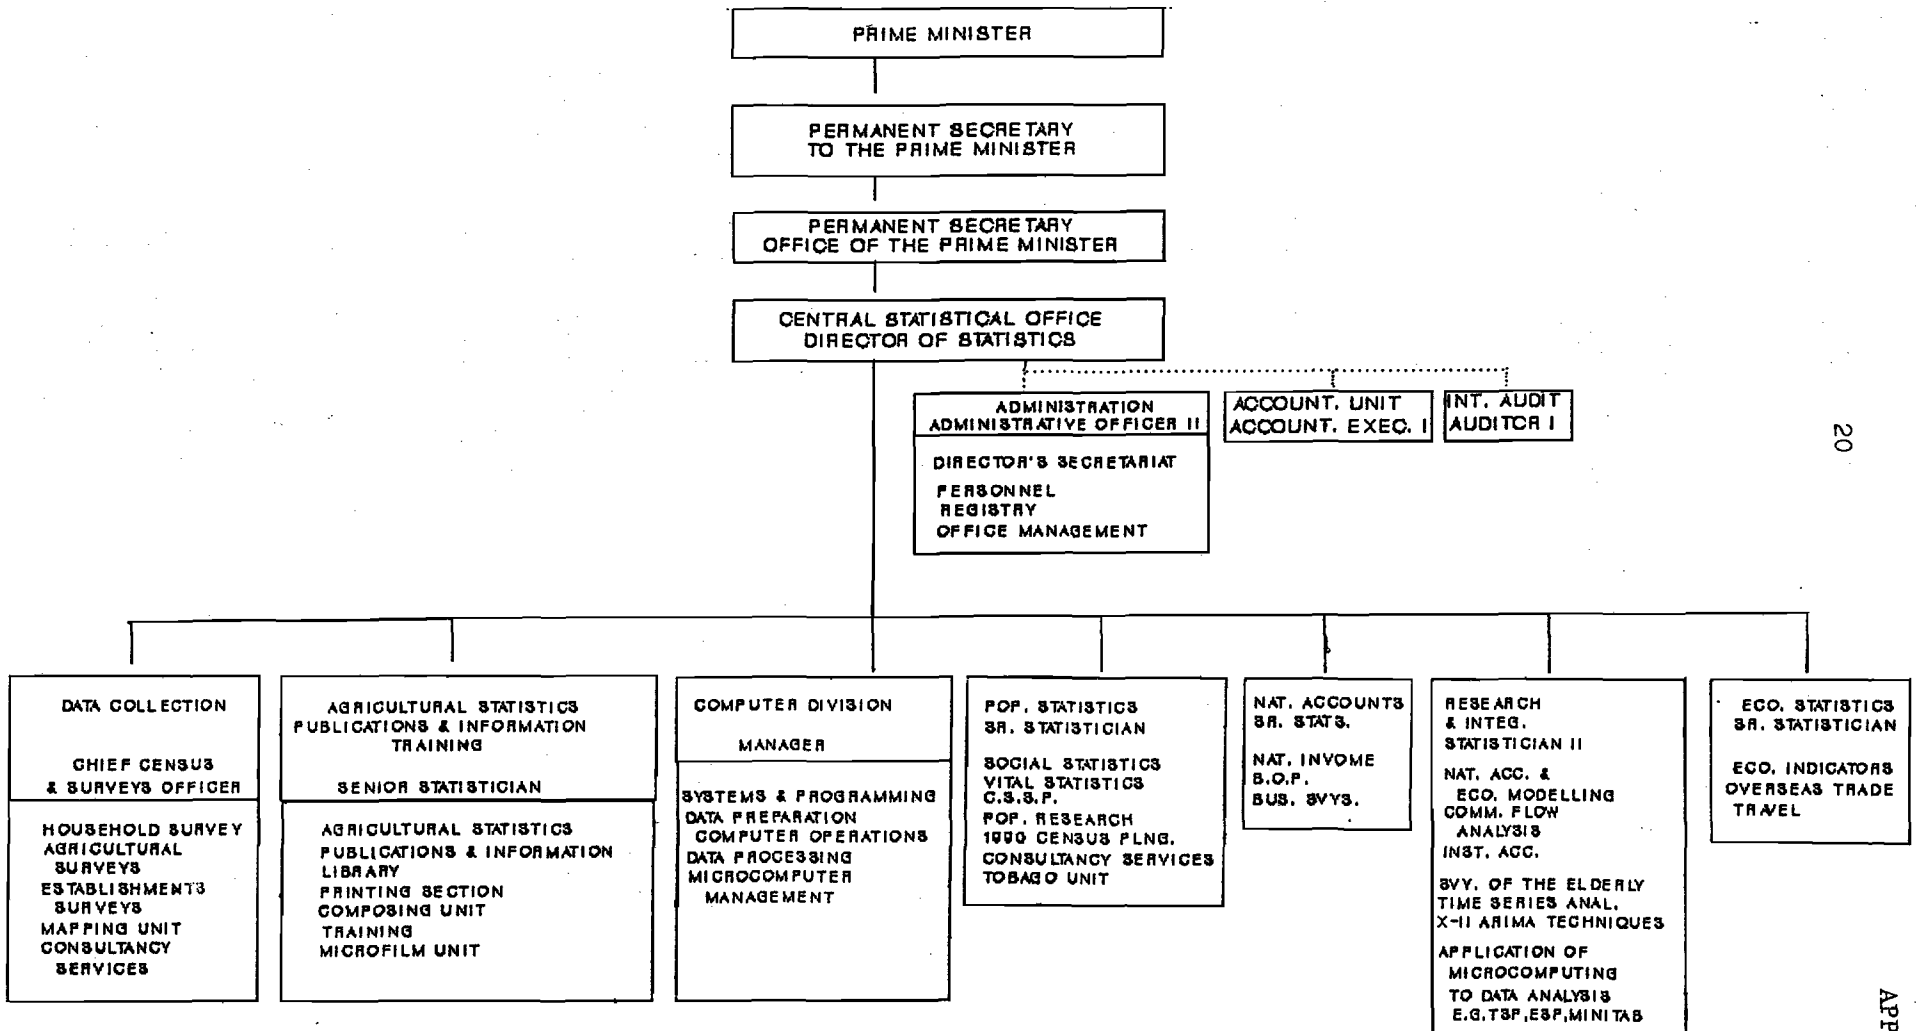 PRIME MINISTER
PERMANENT SECRETARY
TO THE PRIME MINISTER
PERMANENT SECRETARY
OFFICE OF THE PRIME MINISTER
CENTRAL STATISTICAL OFFICE
DIRECTOR OF STATISTICS
ADMINISTRATION
ADMINISTRATIVE OFFICER II
DIRECTOR'S SECRETARIAT
PERSONNEL
REGISTRY
OFFICE MANAGEMENT
ACCOUNT. UNIT
ACCOUNT. EXEC. I
INT. AUDIT
AUDITOR I
20
DATA COLLECTION
CHIEF CENSUS
& SURVEYS OFFICER
HOUSEHOLD SURVEY
AGRICULTURAL
SURVEYS
ESTABLISHMENTS
SURVEYS
MAPPING UNIT
CONSULTANCY
SERVICES
AGRICULTURAL STATISTICS
PUBLICATIONS & INFORMATION
TRAINING
SENIOR STATISTICIAN
AGRICULTURAL STATISTICS
PUBLICATIONS & INFORMATION
LIBRARY
PRINTING SECTION
COMPOSING UNIT
TRAINING
MICROFILM UNIT
COMPUTER DIVISION
MANAGER
SYSTEMS & PROGRAMMING
DATA PREPARATION
COMPUTER OPERATIONS
DATA PROCESSING
MICROCOMPUTER
MANAGEMENT
POP. STATISTICS
SR. STATISTICIAN
SOCIAL STATISTICS
VITAL STATISTICS
C.S.S.P.
POP. RESEARCH
1990 CENSUS PLNG.
CONSULTANCY SERVICES
TOBAGO UNIT
NAT. ACCOUNTS
SR. STATS.
NAT. INVOME
B.O.P.
BUS. SVYS.
RESEARCH
& INTEG.
STATISTICIAN II
NAT. ACC. &
ECO. MODELLING
COMM. FLOW
ANALYSIS
INST. ACC.
SVY. OF THE ELDERLY
TIME SERIES ANAL.
X-II ARIMA TECHNIQUES
APPLICATION OF
MICROCOMPUTING
TO DATA ANALYSIS
E.G.TSP,ESP,MINITAB
ECO. STATISTICS
SR. STATISTICIAN
ECO. INDICATORS
OVERSEAS TRADE
TRAVEL